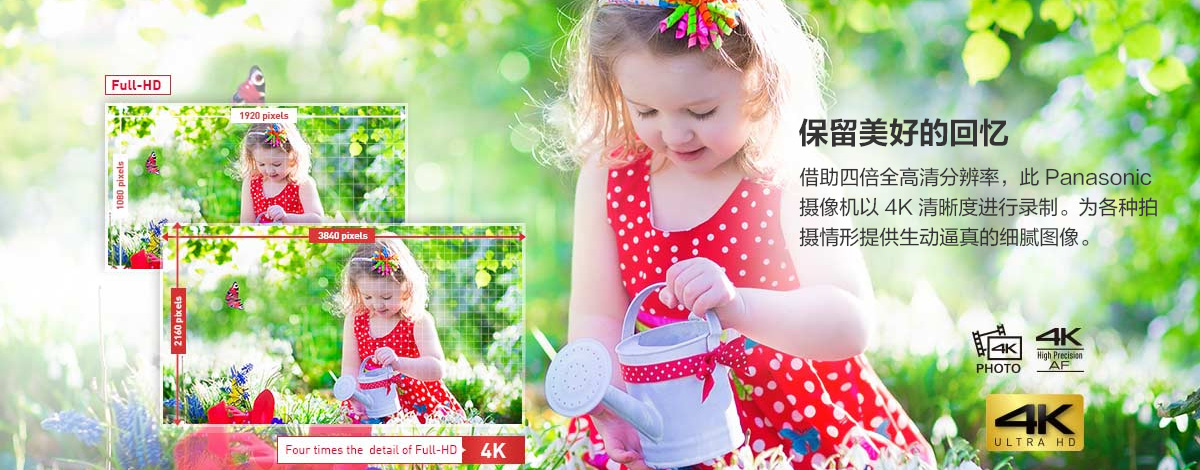 Full-HD
1920 pixels
1080 pixels
3840 pixels
2160 pixels
Four times the detail of Full-HD
4K
保留美好的回忆
借助四倍全高清分辨率，此 Panasonic
摄像机以 4K 清晰度进行录制。为各种拍
摄情形提供生动逼真的细腻图像。
4K
PHOTO
4K
High Precision
AF
4K
ULTRA HD